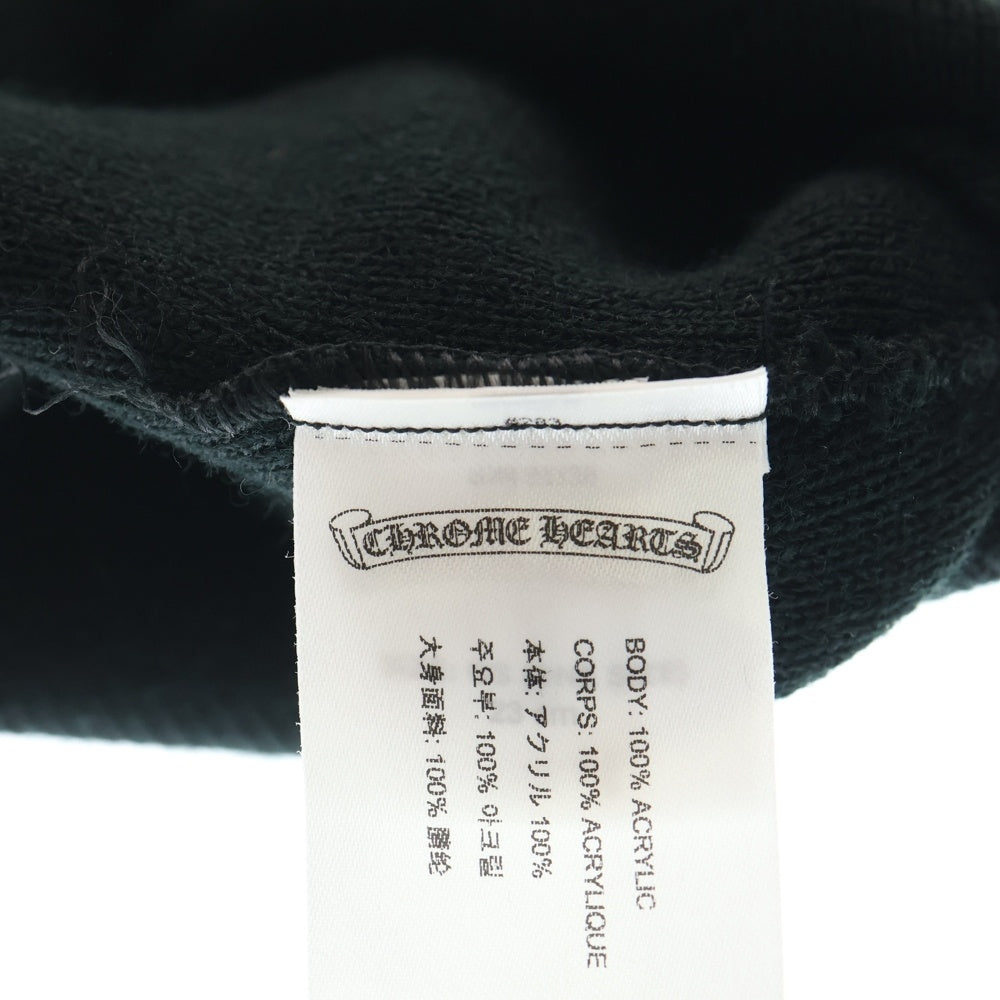 CHROME HEARTS
BODY: 100% ACRYLIC
CORPS: 100% ACRYLIQUE
本体: アクリル 100%
주요부: 100% 아크릴
大身面料: 100% 腈纶